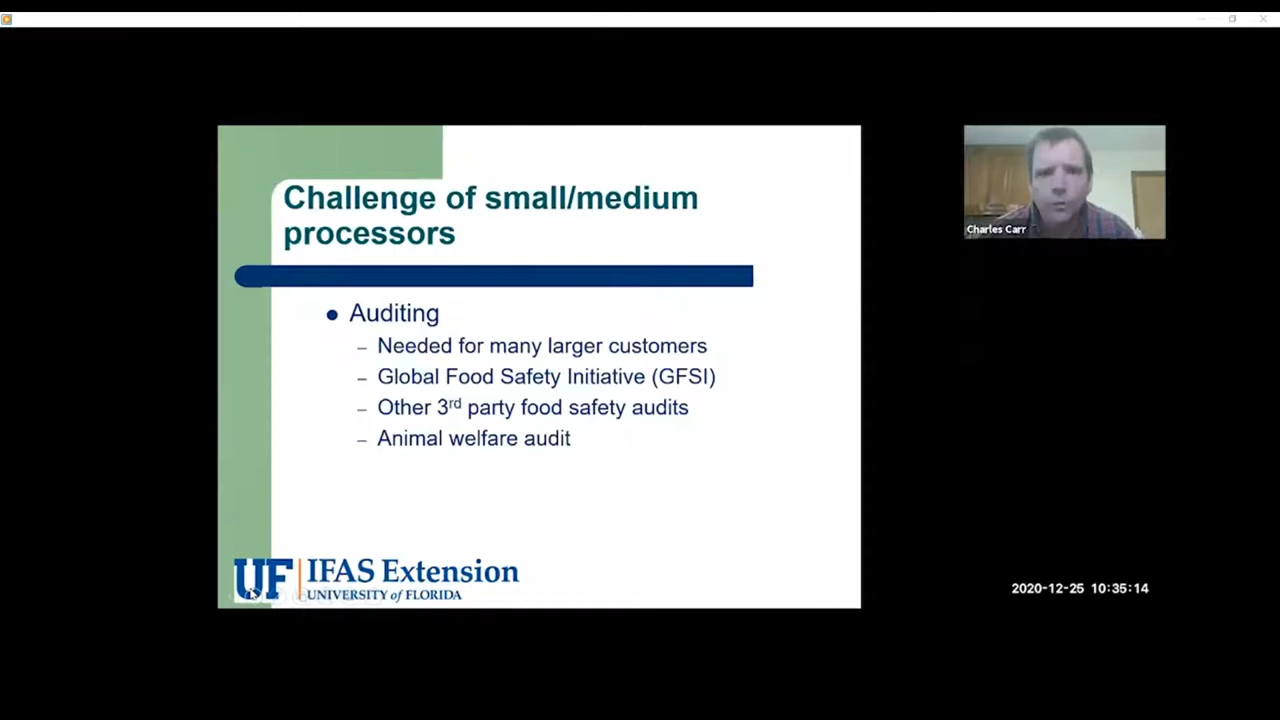 Challenge of small/medium
processors
● Auditing
– Needed for many larger customers
– Global Food Safety Initiative (GFSI)
– Other 3rd party food safety audits
– Animal welfare audit
UF | IFAS Extension
UNIVERSITY of FLORIDA
Charles Carr
2020-12-25 10:35:14